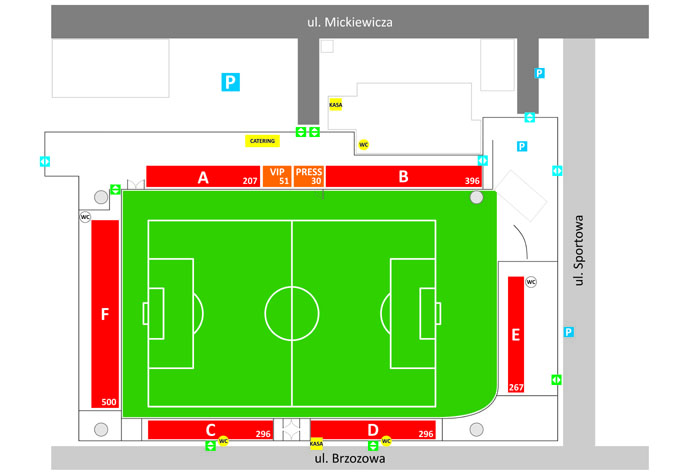 ul. Mickiewicza
P
P
KASA
CATERING
WC
P
A
207
VIP
51
PRESS
30
B
396
WC
F
500
ul. Sportowa
WC
E
267
P
C
296
WC
KASA
D
296
WC
ul. Brzozowa